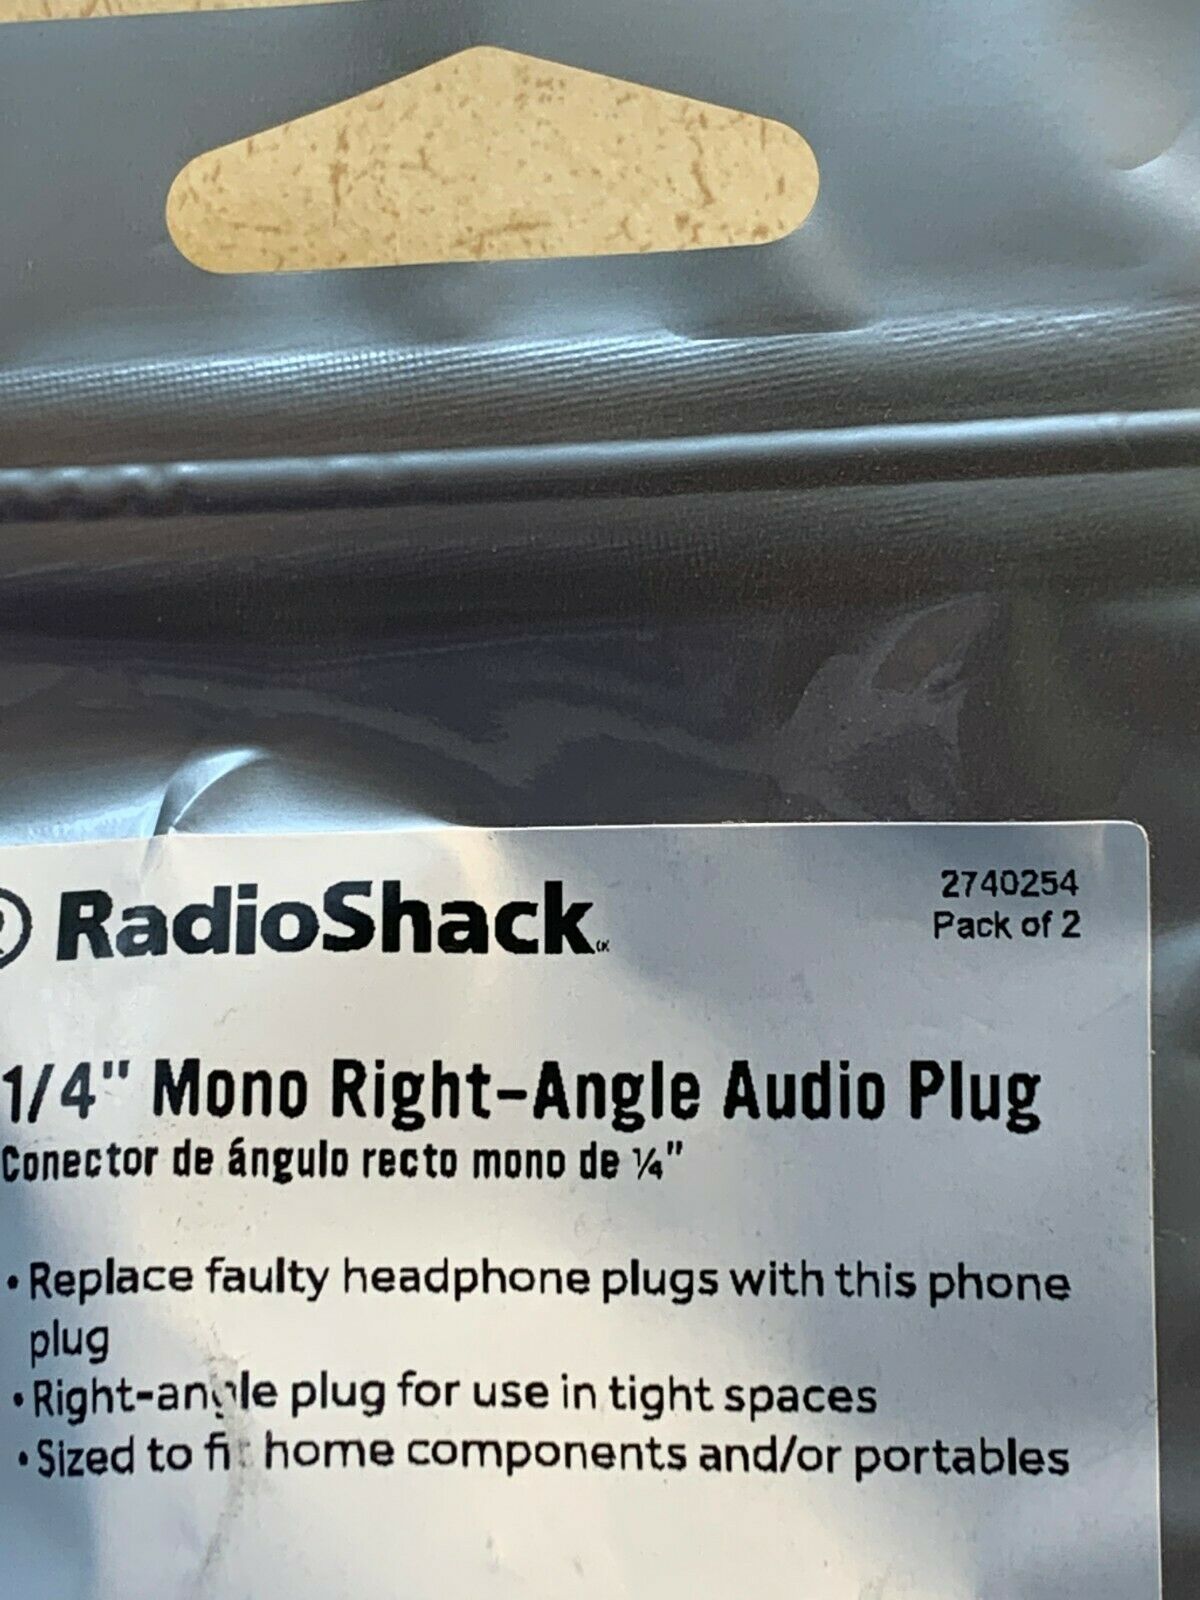 ® RadioShack
2740254
Pack of 2
1/4" Mono Right-Angle Audio Plug
Conector de ángulo recto mono de ¼"
• Replace faulty headphone plugs with this phone
plug
• Right-angle plug for use in tight spaces
• Sized to fit home components and/or portables